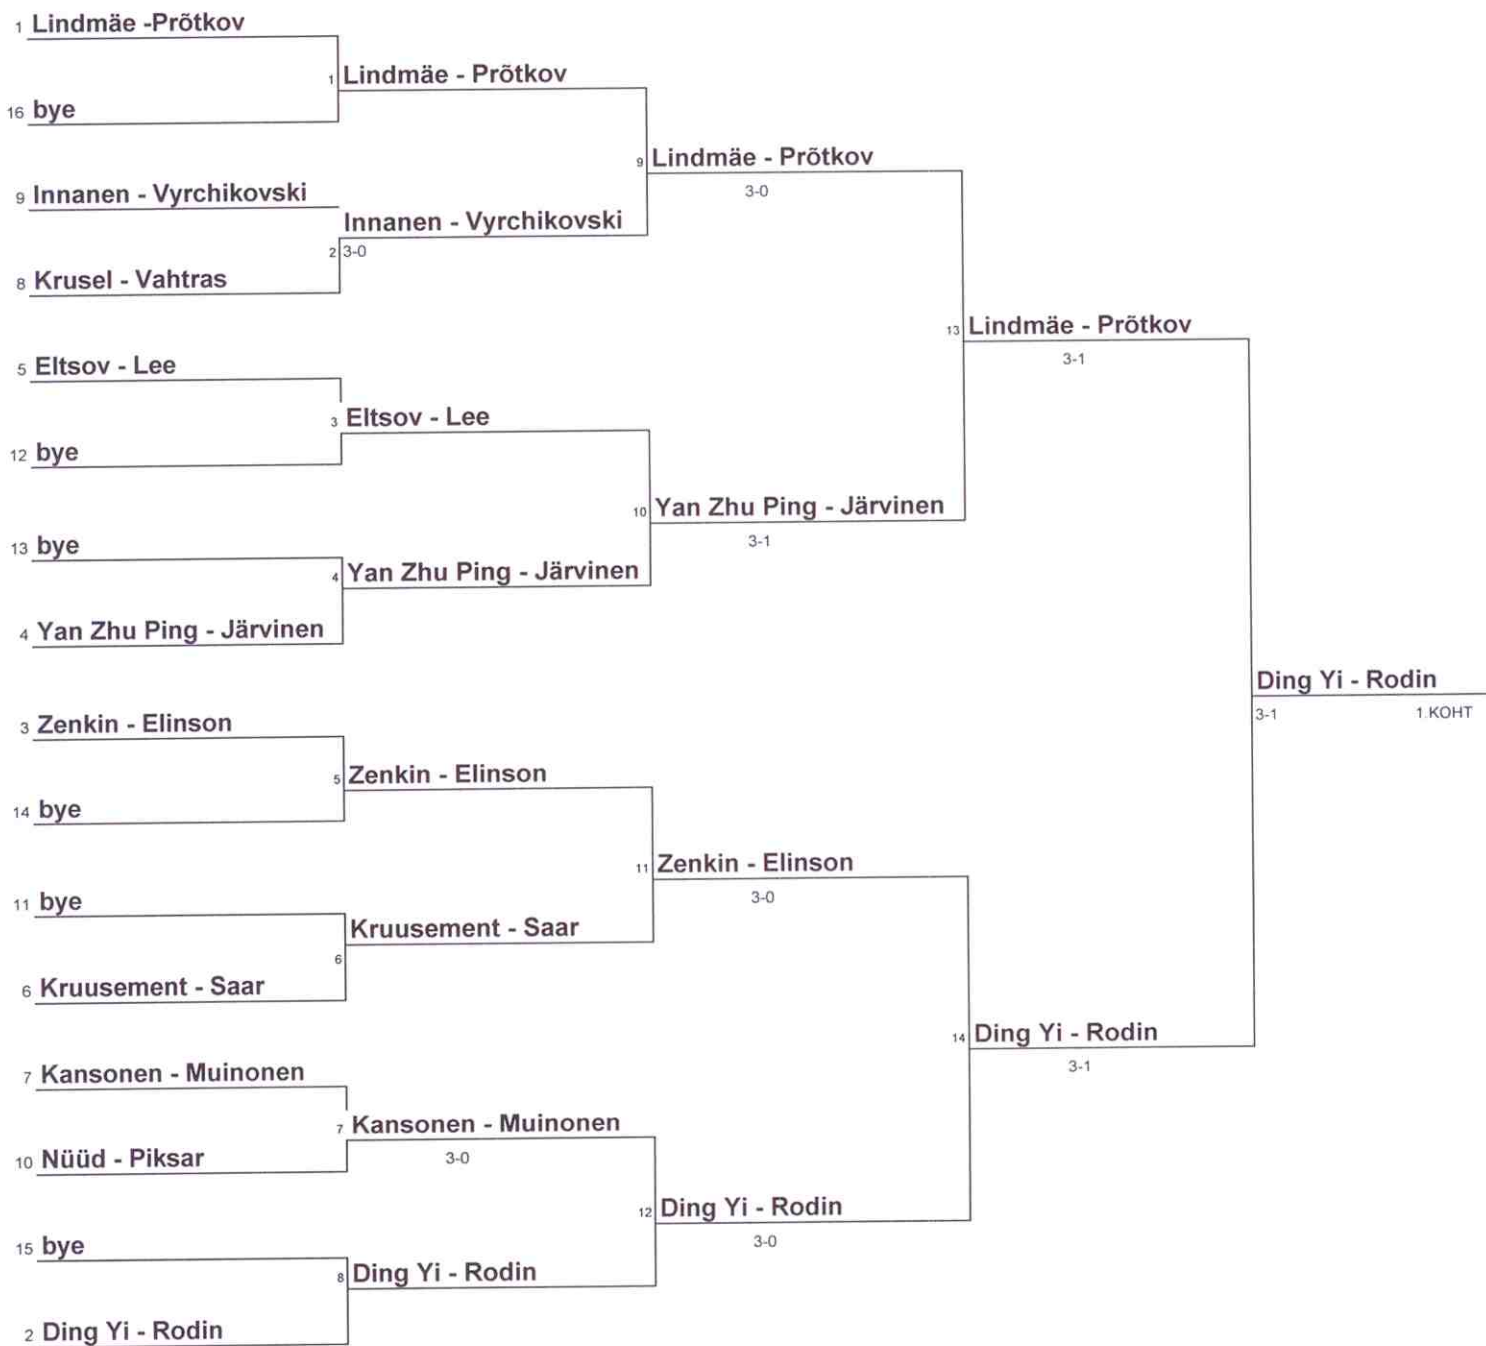 1 Lindmäe -Prõtkov
1 Lindmäe - Prõtkov
16 bye
9 Lindmäe - Prõtkov
3-0
9 Innanen - Vyrchikovski
Innanen - Vyrchikovski
2 3-0
8 Krusel - Vahtras
13 Lindmäe - Prõtkov
3-1
5 Eltsov - Lee
3 Eltsov - Lee
12 bye
10 Yan Zhu Ping - Järvinen
3-1
13 bye
4 Yan Zhu Ping - Järvinen
4 Yan Zhu Ping - Järvinen
Ding Yi - Rodin
3-1 1.KOHT
3 Zenkin - Elinson
5 Zenkin - Elinson
14 bye
11 Zenkin - Elinson
3-0
11 bye
Kruusement - Saar
6
6 Kruusement - Saar
14 Ding Yi - Rodin
3-1
7 Kansonen - Muinonen
7 Kansonen - Muinonen
3-0
10 Nüüd - Piksar
12 Ding Yi - Rodin
3-0
15 bye
8 Ding Yi - Rodin
2 Ding Yi - Rodin